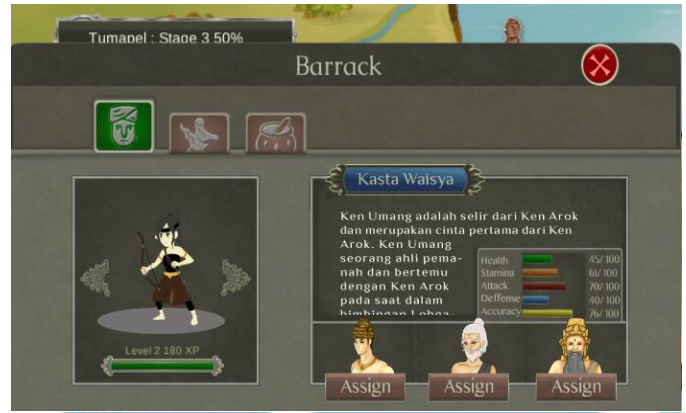 Tumapel : Stage 3 50%
Barrack
Kasta Waisya
Ken Umang adalah selir dari Ken Arok
dan merupakan cinta pertama dari Ken
Arok. Ken Umang
seorang ahli pema-
nah dan bertemu
dengan Ken Arok
pada saat dalam
bimbingan Lohga-
Health 45/100
Stamina 61/100
Attack 70/100
Deffense 40/100
Accuracy 76/100
Level 2 180 XP
Assign Assign Assign